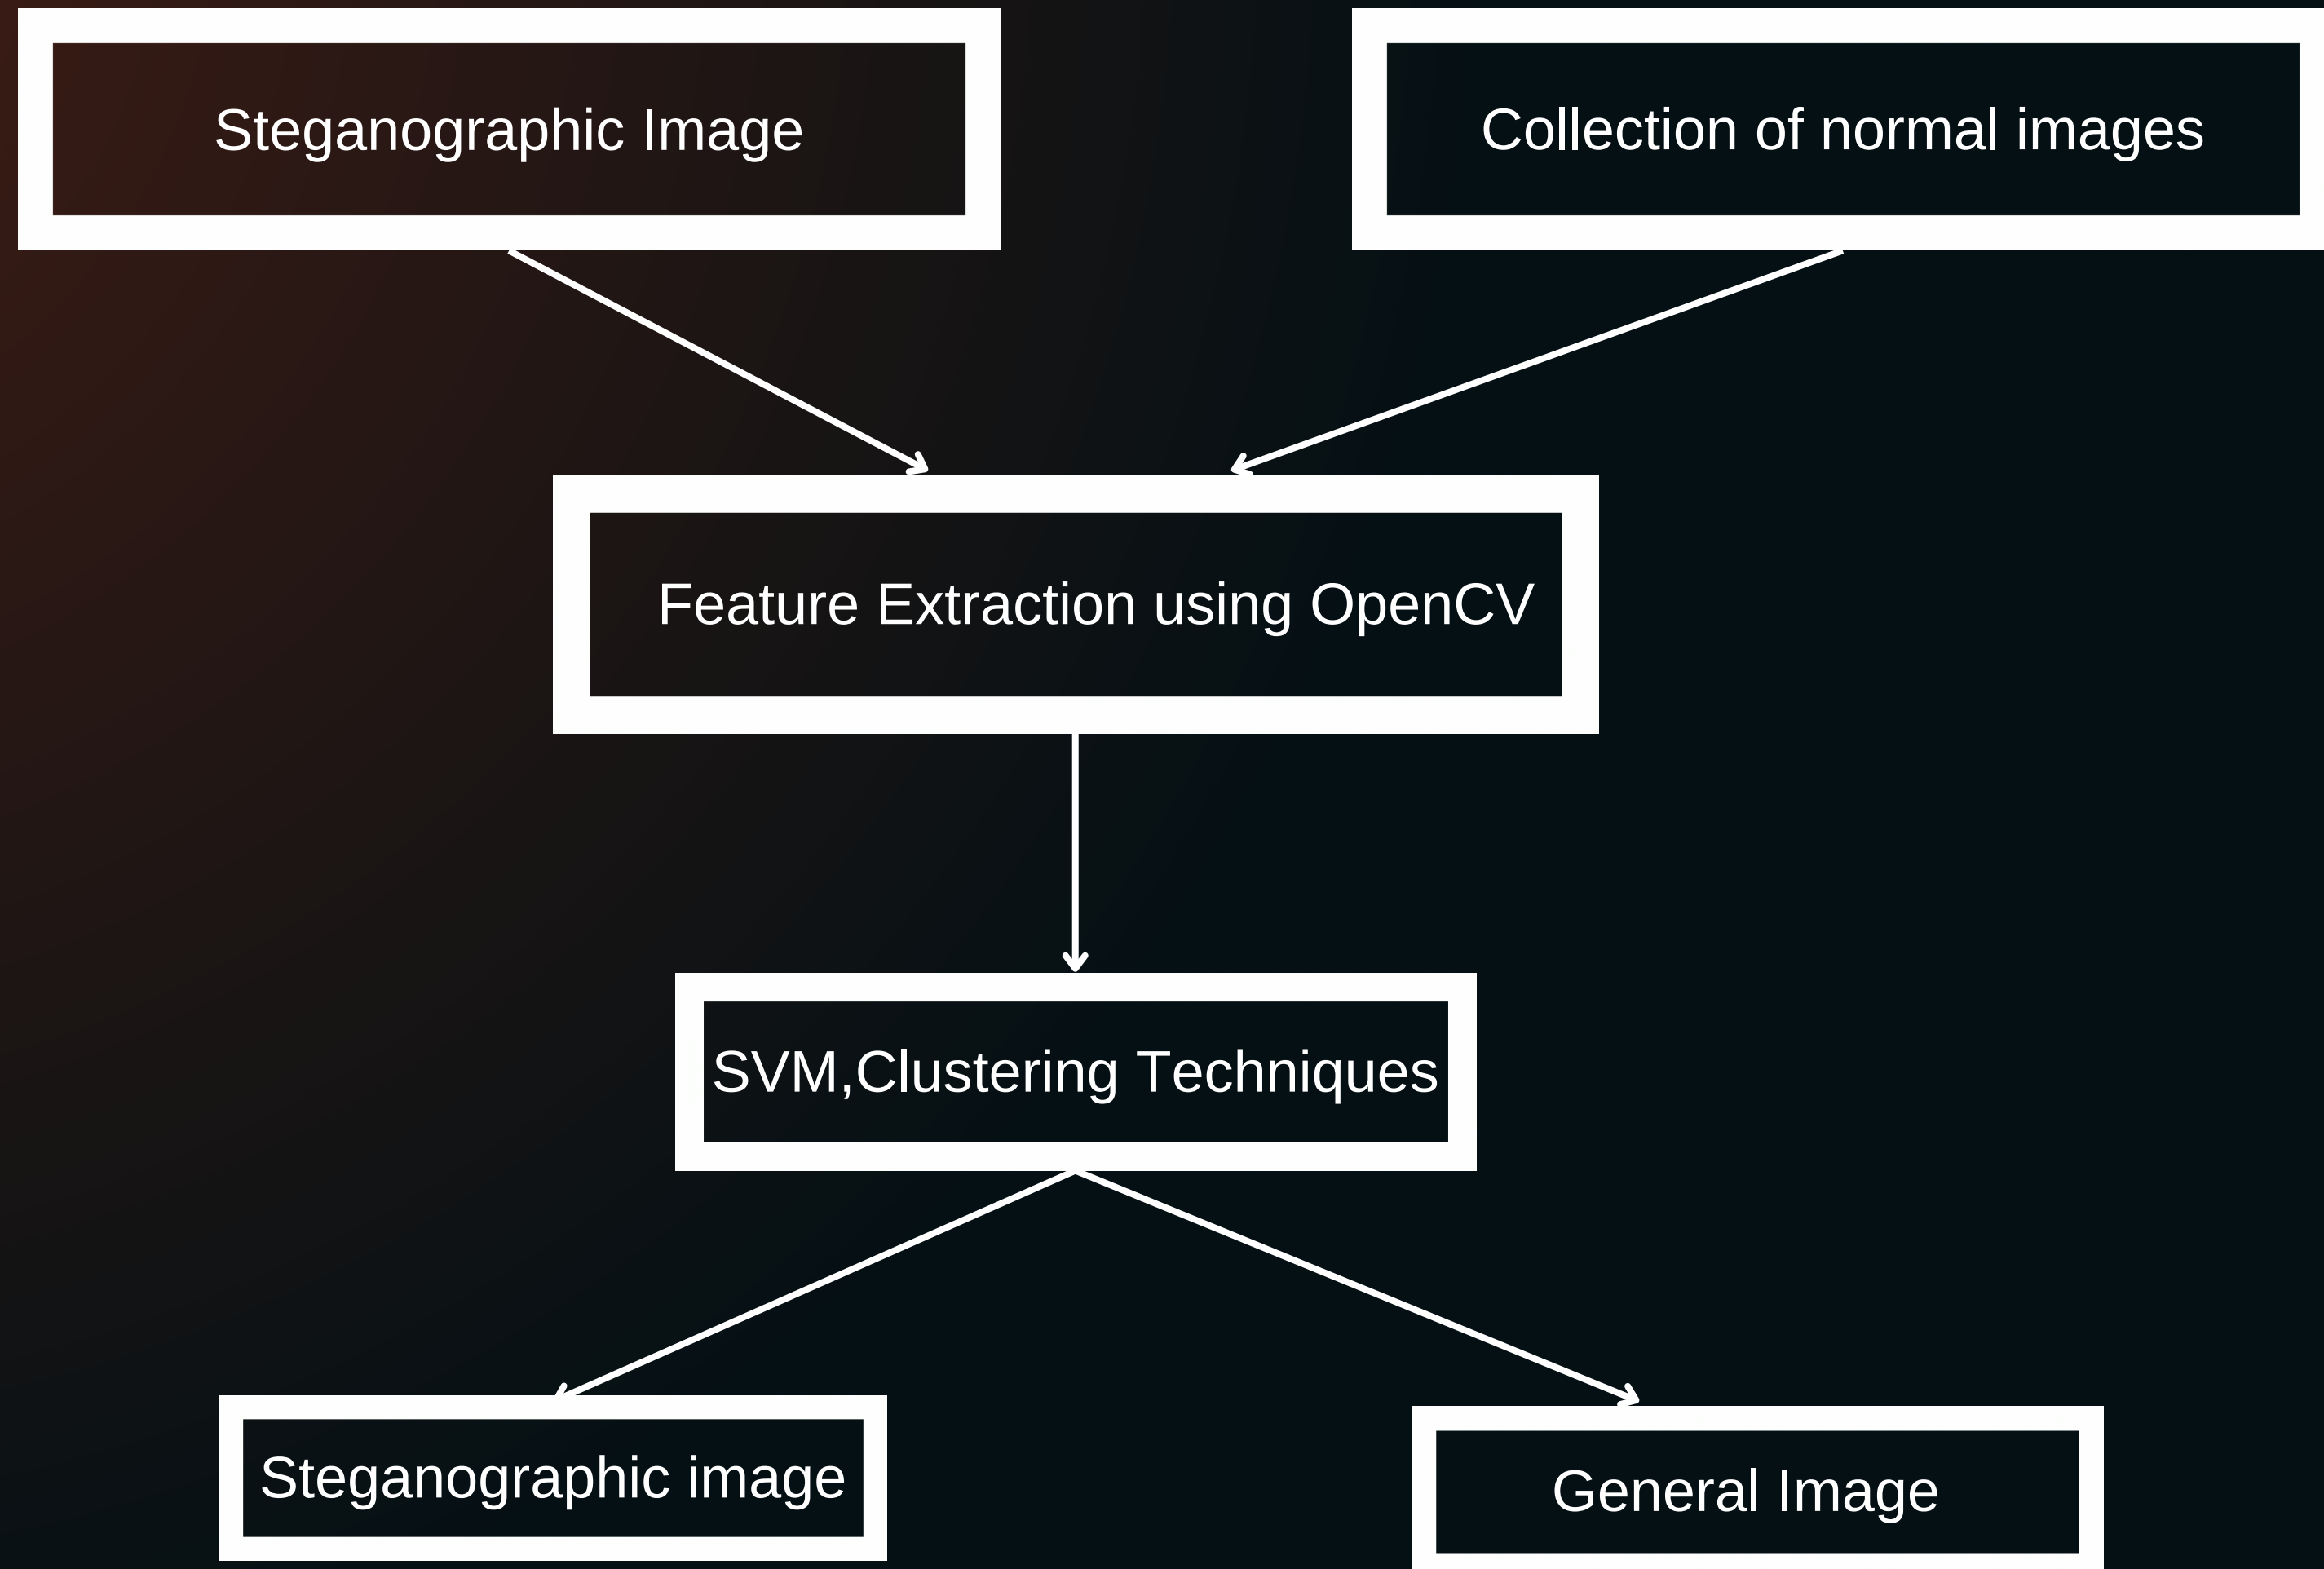 Steganographic Image
Collection of normal images
Feature Extraction using OpenCV
SVM,Clustering Techniques
Steganographic image
General Image